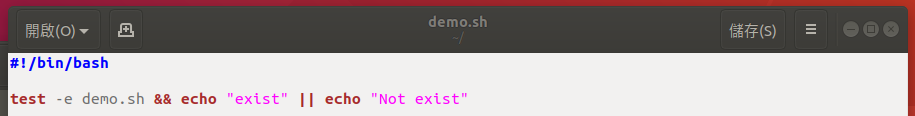 開啟(O)
demo.sh
~/
儲存(S)
#!/bin/bash
test -e demo.sh && echo "exist" || echo "Not exist"